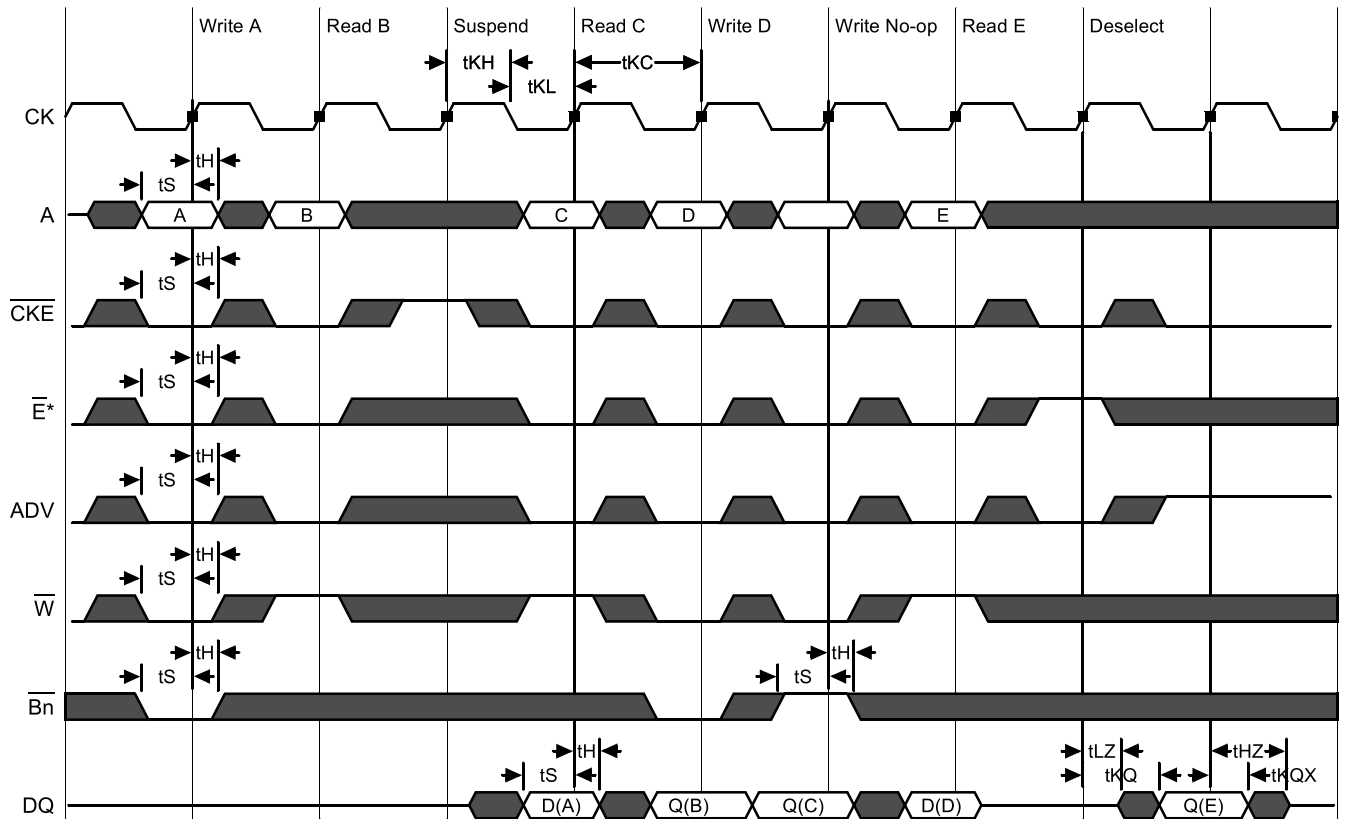 Write A Read B Suspend Read C Write D Write No-op Read E Deselect
tKH tKC
tKL
CK
tH
tS
A A B C D E
tH
tS
CKE
tH
tS
E*
tH
tS
ADV
tH
tS
W
tH tH
tS tS
Bn
tH tLZ tHZ
tS tKQ tKQX
DQ D(A) Q(B) Q(C) D(D) Q(E)